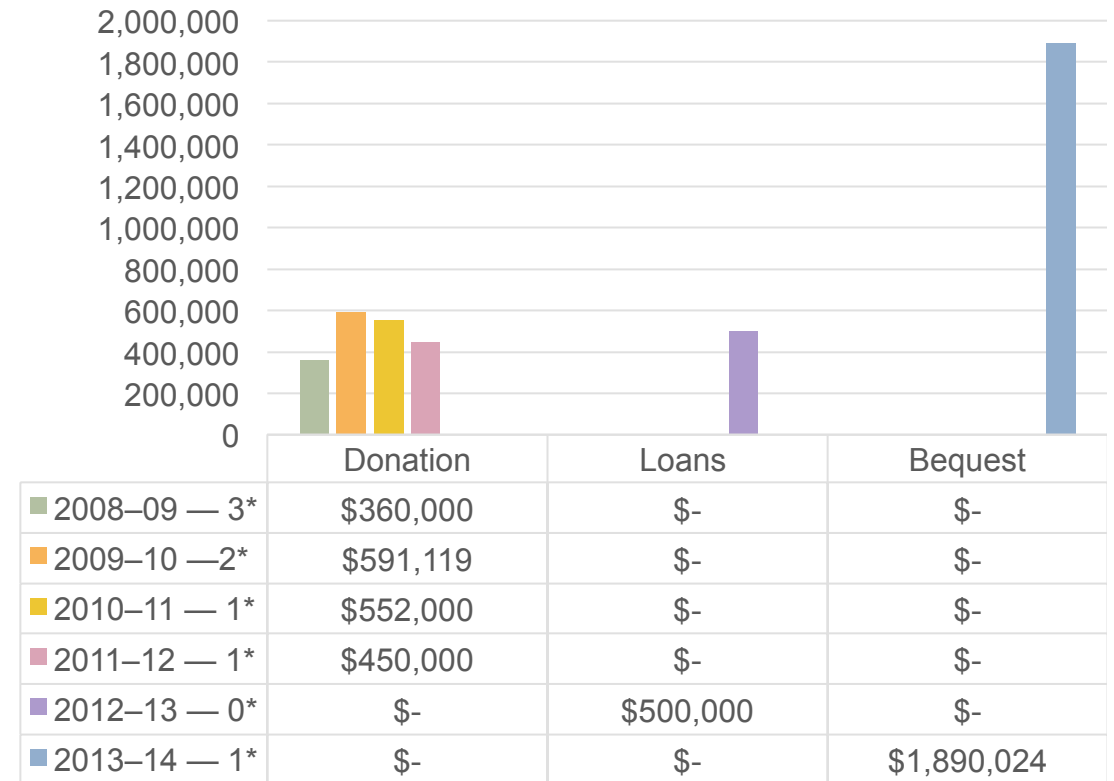 2,000,000
1,800,000
1,600,000
1,400,000
1,200,000
1,000,000
800,000
600,000
400,000
200,000
0
Donation Loans Bequest
2008–09 — 3* $360,000 $- $-
2009–10 —2* $591,119 $- $-
2010–11 — 1* $552,000 $- $-
2011–12 — 1* $450,000 $- $-
2012–13 — 0* $- $500,000 $-
2013–14 — 1* $- $- $1,890,024